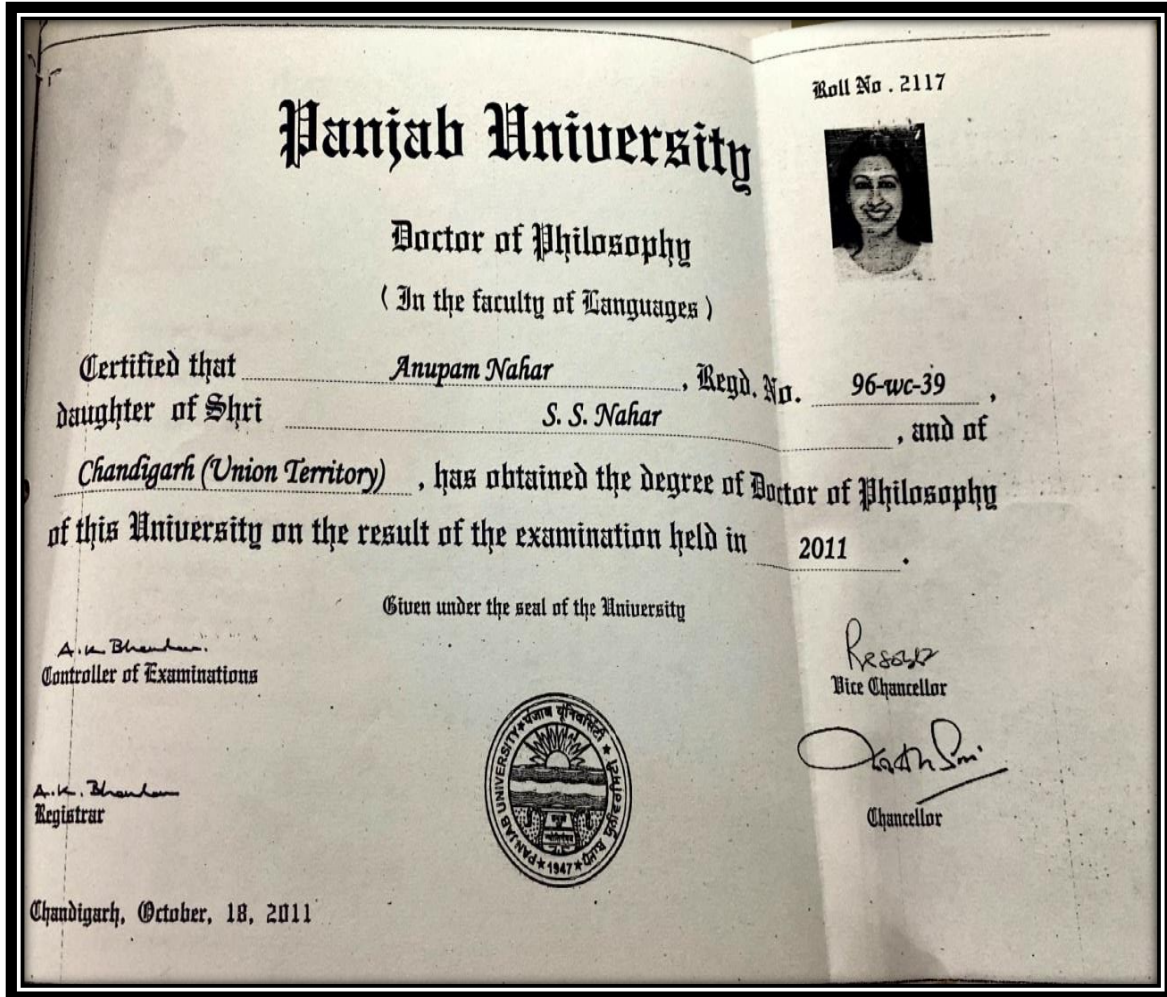 Roll No. 2117
Panjab University
Doctor of Philosophy
( In the faculty of Languages )
Certified that Anupam Nahar, Regd. No. 96-wc-39,
daughter of Shri S. S. Nahar, and of
Chandigarh (Union Territory), has obtained the degree of Doctor of Philosophy
of this University on the result of the examination held in 2011.
Given under the seal of the University
A.K. Bhandari.
Controller of Examinations
Vice Chancellor
A.K. Bhandari
Registrar
Chancellor
PANJAB UNIVERSITY
पंजाब यूनिवर्सिटी
1947
Chandigarh, October, 18, 2011